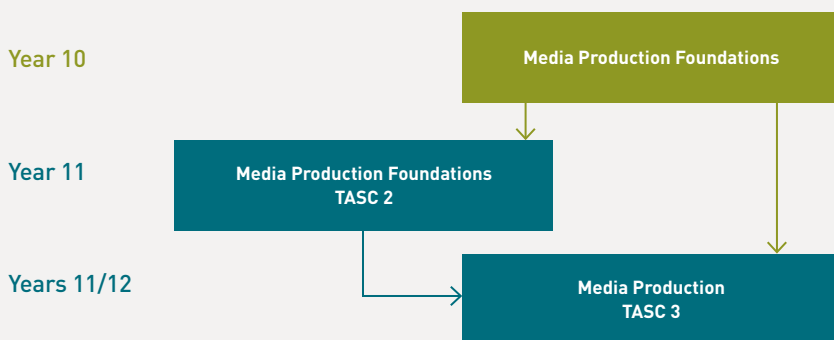 Year 10
Media Production Foundations
Year 11
Media Production Foundations
TASC 2
Years 11/12
Media Production
TASC 3